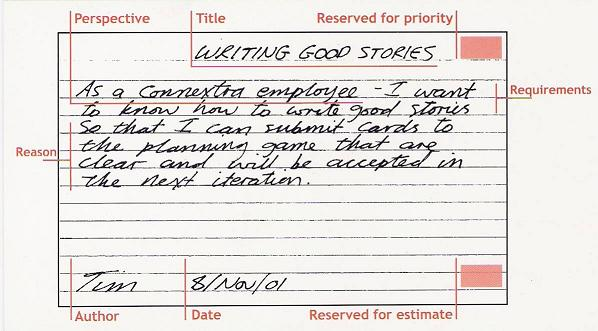 Perspective Title Reserved for priority
WRITING GOOD STORIES
As a Connextra employee - I want
Requirements
to know how to write good stories
So that I can submit cards to
Reason
the planning game that are
clear and will be accepted in
the next iteration.
Tim 8/Nov/01
Author Date Reserved for estimate